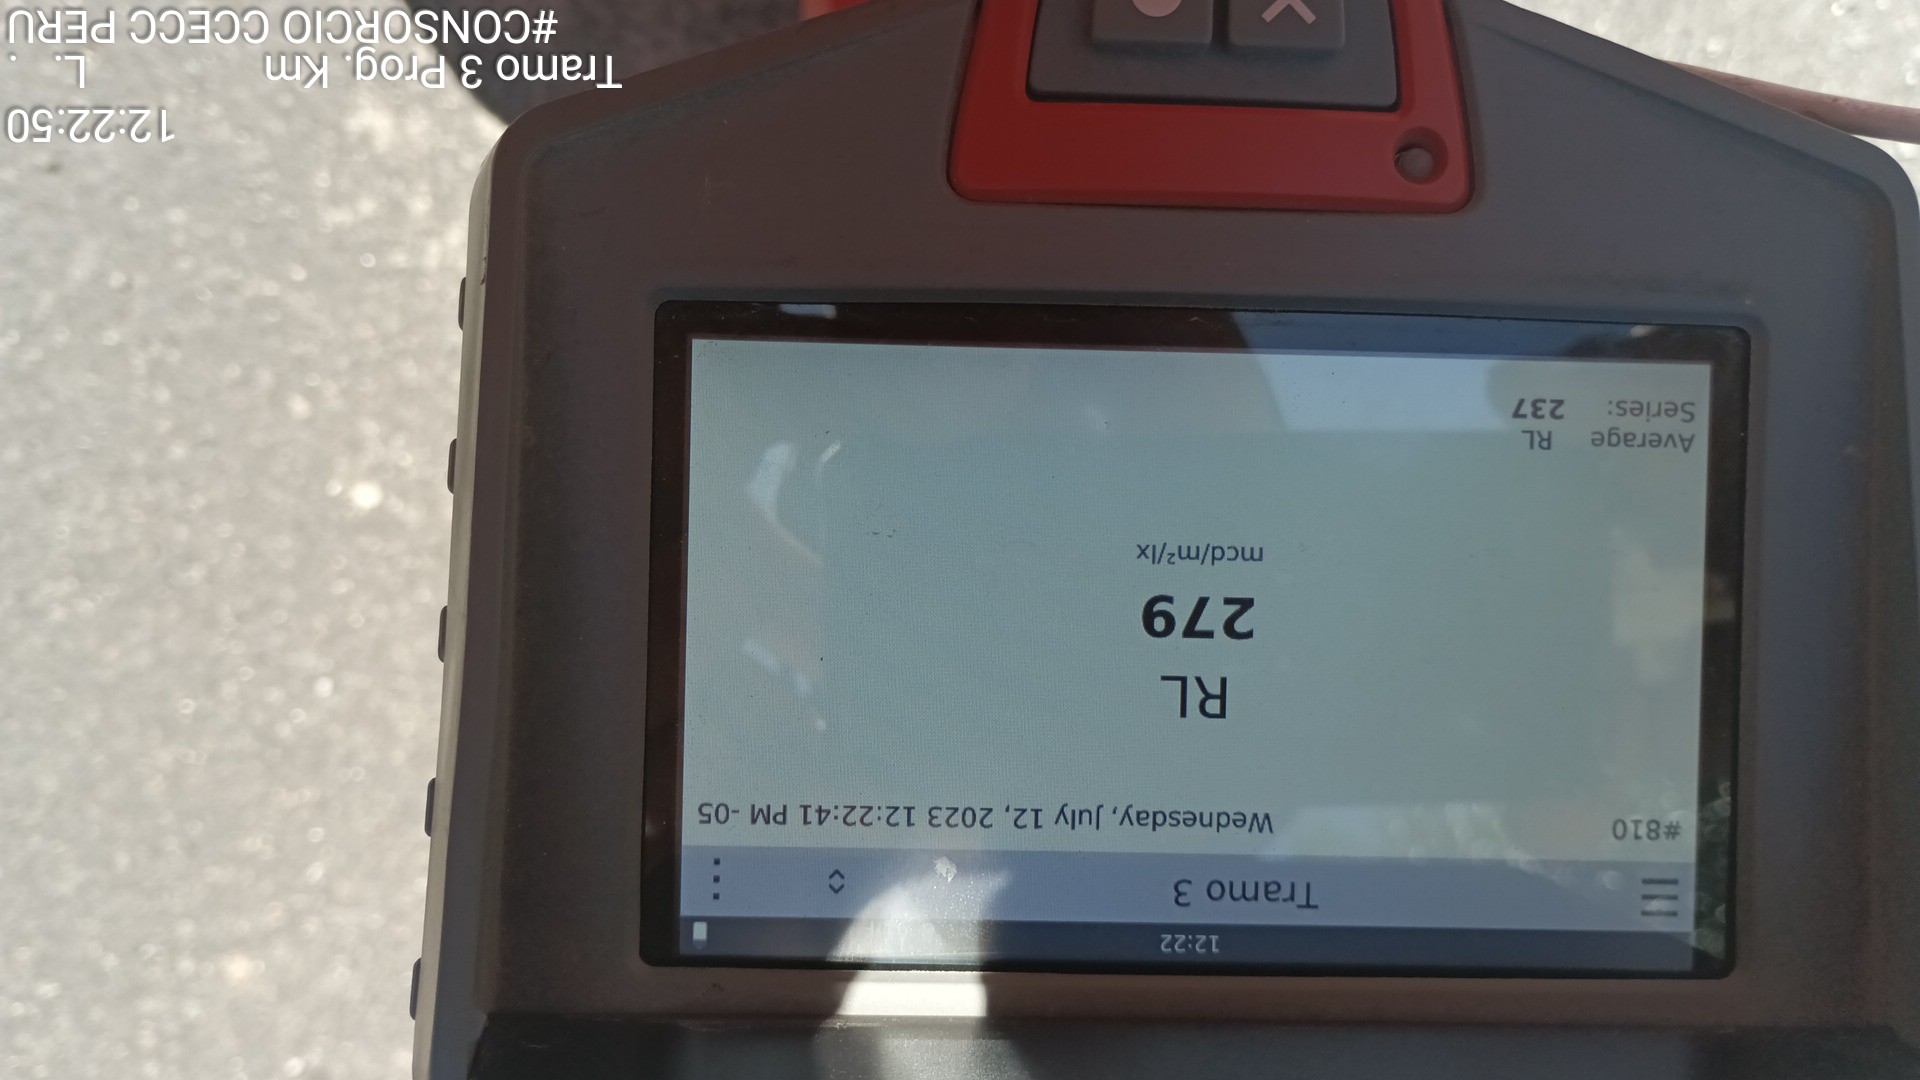 12:22
Tramo 3
#810
Wednesday, July 12, 2023 12:22:41 PM -05
RL
279
mcd/m²/lx
Average RL
Series: 237
12:22:50
Tramo 3 Prog. Km L. .
#CONSORCIO CCECC PERU